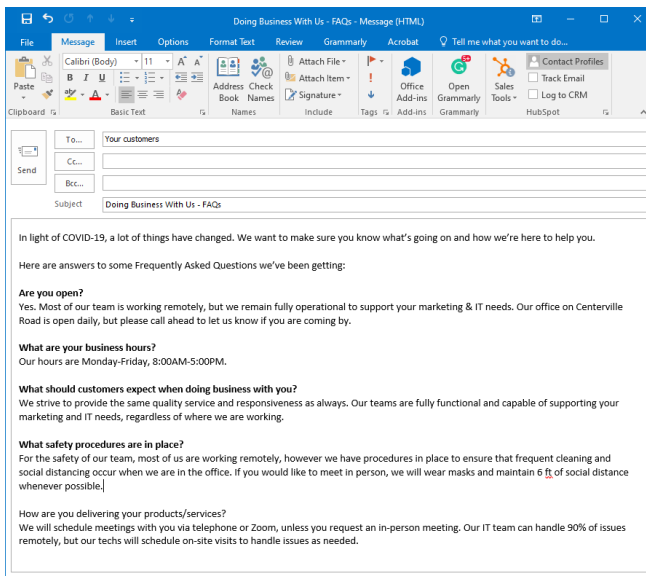 Doing Business With Us - FAQs - Message (HTML)
File Message Insert Options Format Text Review Grammarly Acrobat Tell me what you want to do...
Calibri (Body) 11 A A Attach File Contact Profiles
B I U Attach Item Track Email
Paste Address Book Check Names Signature Office Add-ins Open Grammarly Sales Tools Log to CRM
Clipboard Basic Text Names Include Tags Add-ins Grammarly HubSpot
To... Your customers
Cc...
Send
Bcc...
Subject Doing Business With Us - FAQs
In light of COVID-19, a lot of things have changed. We want to make sure you know what's going on and how we're here to help you.
Here are answers to some Frequently Asked Questions we've been getting:
Are you open?
Yes. Most of our team is working remotely, but we remain fully operational to support your marketing & IT needs. Our office on Centerville
Road is open daily, but please call ahead to let us know if you are coming by.
What are your business hours?
Our hours are Monday-Friday, 8:00AM-5:00PM.
What should customers expect when doing business with you?
We strive to provide the same quality service and responsiveness as always. Our teams are fully functional and capable of supporting your
marketing and IT needs, regardless of where we are working.
What safety procedures are in place?
For the safety of our team, most of us are working remotely, however we have procedures in place to ensure that frequent cleaning and
social distancing occur when we are in the office. If you would like to meet in person, we will wear masks and maintain 6 ft of social distance
whenever possible.
How are you delivering your products/services?
We will schedule meetings with you via telephone or Zoom, unless you request an in-person meeting. Our IT team can handle 90% of issues
remotely, but our techs will schedule on-site visits to handle issues as needed.